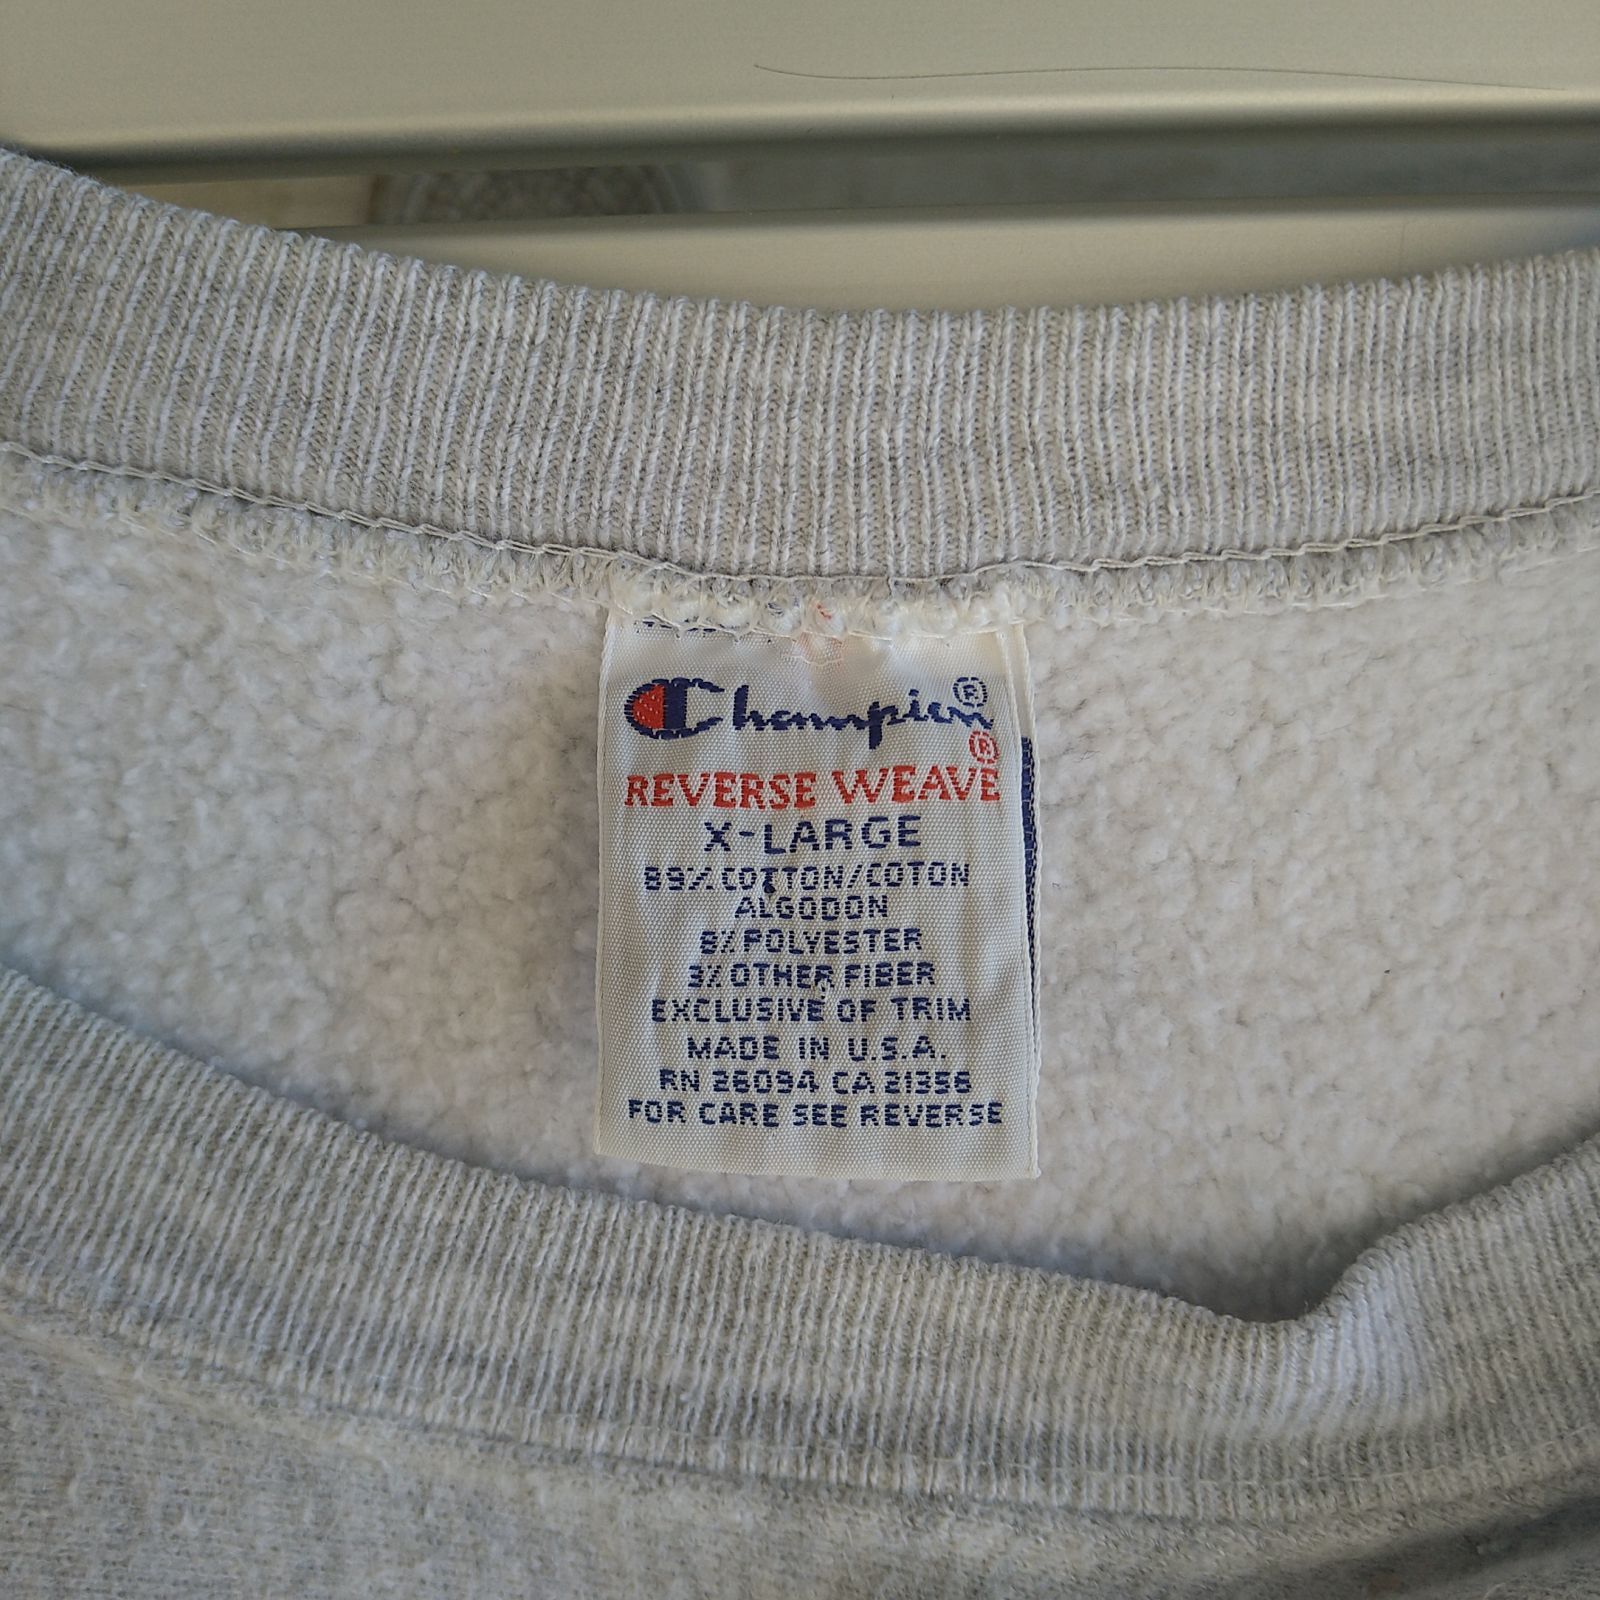 Champion®
REVERSE WEAVE®
X-LARGE
89% COTTON/COTON
ALGODON
8% POLYESTER
3% OTHER FIBER
EXCLUSIVE OF TRIM
MADE IN U.S.A.
RN 26094 CA 21356
FOR CARE SEE REVERSE